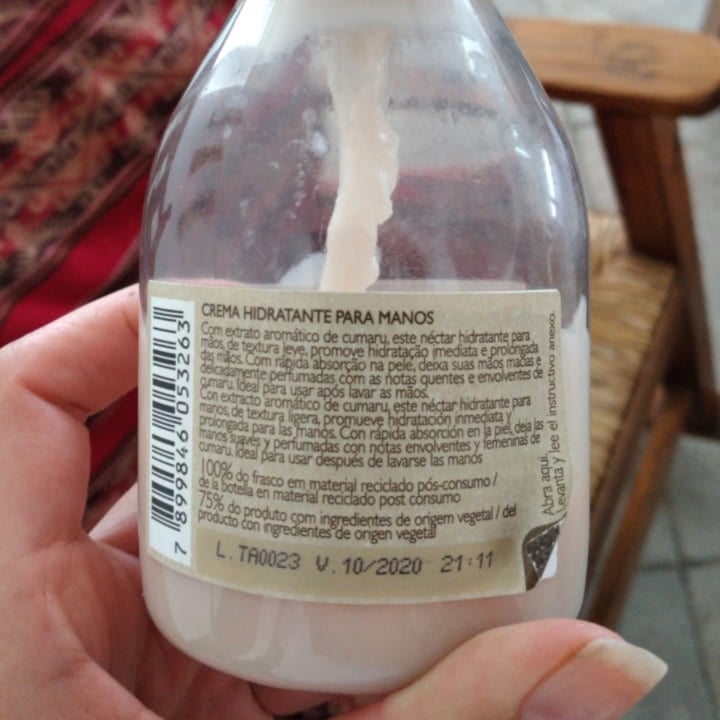 CREMA HIDRATANTE PARA MANOS
Com extrato aromático de cumaru, este néctar hidratante para
mãos, de textura leve, promove hidratação imediata e prolongada
das mãos. Com rápida absorção na pele, deixa suas mãos macias e
delicadamente perfumadas com as notas quentes e envolventes de
cumaru. Ideal para usar após lavar as mãos.
Con extracto aromático de cumaru, este néctar hidratante para
manos, de textura ligera, promueve hidratación inmediata y
prolongada para las manos. Con rápida absorción en la piel, deja las
manos suaves y perfumadas con notas envolventes y femeninas de
cumaru. Ideal para usar después de lavarse las manos
100% do frasco em material reciclado pós-consumo /
de la botella en material reciclado post consumo
75% do produto com ingredientes de origem vegetal / del
producto con ingredientes de origen vegetal
L.TA0023 V.10/2020 21:11
7 899846 053263
Abra aqui.
Levanta y lee el instructivo anexo.